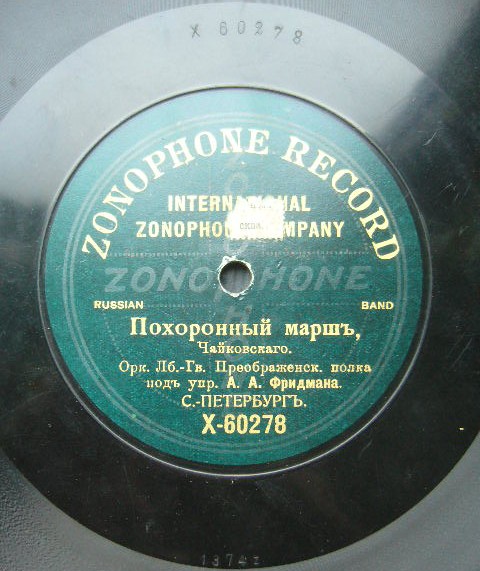 X 60278
ZONOPHONE RECORD
INTERNATIONAL
ZONOPHONE COMPANY
ZONOPHONE
RUSSIAN BAND
Похоронный маршъ,
Чайковскаго.
Орк. Лб.-Гв. Преображенск. полка
подъ упр. А. А. Фридмана.
С.-ПЕТЕРБУРГЪ.
X-60278